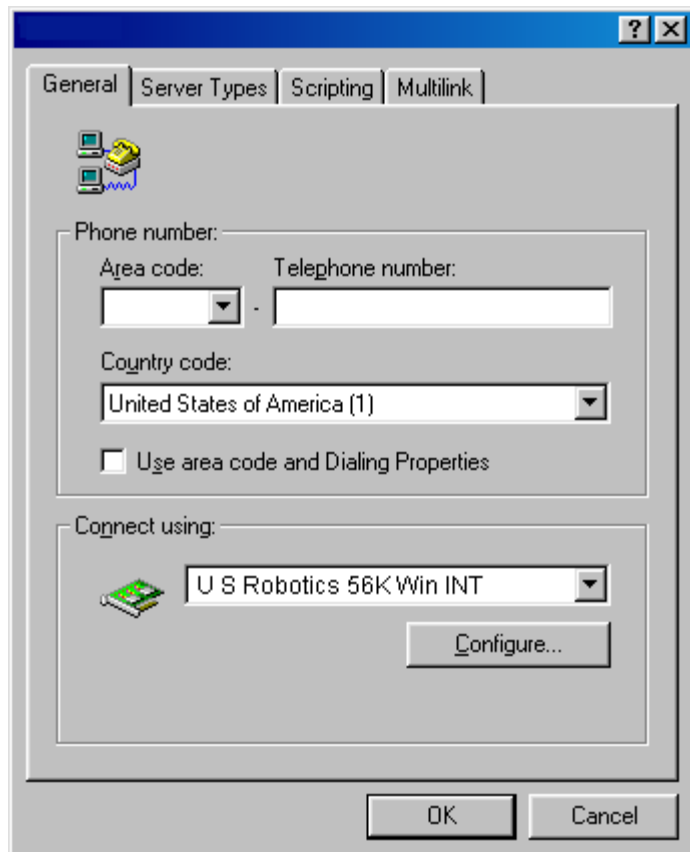 General Server Types Scripting Multilink
Phone number:
Area code: Telephone number:
-
Country code:
United States of America (1)
Use area code and Dialing Properties
Connect using:
U S Robotics 56K Win INT
Configure...
OK Cancel